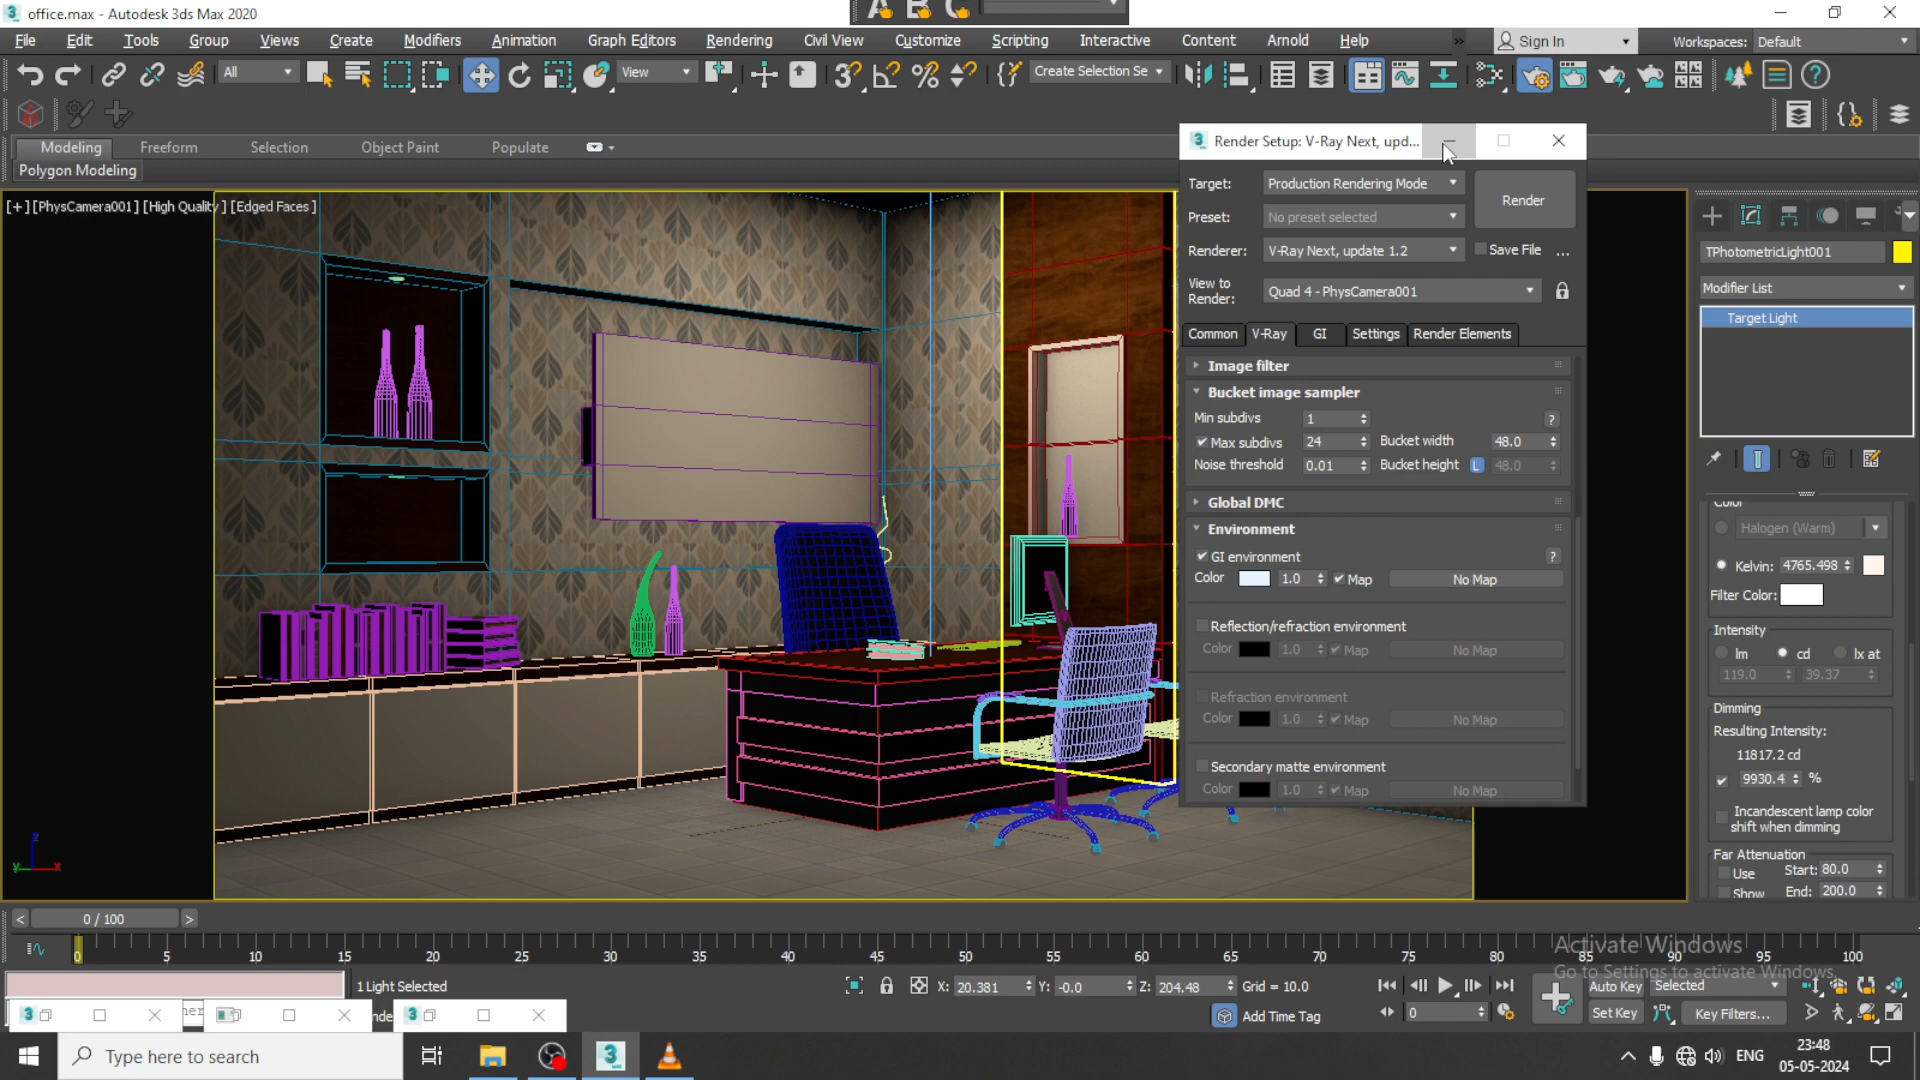 office.max - Autodesk 3ds Max 2020
File Edit Tools Group Views Create Modifiers Animation Graph Editors Rendering Civil View Customize Scripting Interactive Content Arnold Help
Sign In
Workspaces: Default
All
View
Create Selection Se
Modeling Freeform Selection Object Paint Populate
Polygon Modeling
[+] [PhysCamera001] [High Quality] [Edged Faces]
Render Setup: V-Ray Next, upd...
Target: Production Rendering Mode
Render
Preset: No preset selected
Renderer: V-Ray Next, update 1.2
Save File ...
View to
Render:
Quad 4 - PhysCamera001
Common V-Ray GI Settings Render Elements
Image filter
Bucket image sampler
Min subdivs 1 ?
Max subdivs 24 Bucket width 48.0
Noise threshold 0.01 Bucket height L 48.0
Global DMC
Environment
GI environment ?
Color 1.0 Map No Map
Reflection/refraction environment
Color 1.0 Map No Map
Refraction environment
Color 1.0 Map No Map
Secondary matte environment
Color 1.0 Map No Map
TPhotometricLight001
Modifier List
Target Light
Color
Halogen (Warm)
Kelvin: 4765.498
Filter Color:
Intensity
lm cd lx at
119.0 39.37
Dimming
Resulting Intensity:
11817.2 cd
9930.4 %
Incandescent lamp color
shift when dimming
Far Attenuation
Use Start: 80.0
Show End: 200.0
z
y x
< 0 / 100 >
0 5 10 15 20 25 30 35 40 45 50 55 60 65 70 75 80 85 90 95 100
Activate Windows
Go to Settings to activate Windows.
1 Light Selected
X: 20.381 Y: -0.0 Z: 204.48 Grid = 10.0
Add Time Tag
0
Auto Key Selected
Set Key Key Filters...
Type here to search
ENG
23:48
05-05-2024